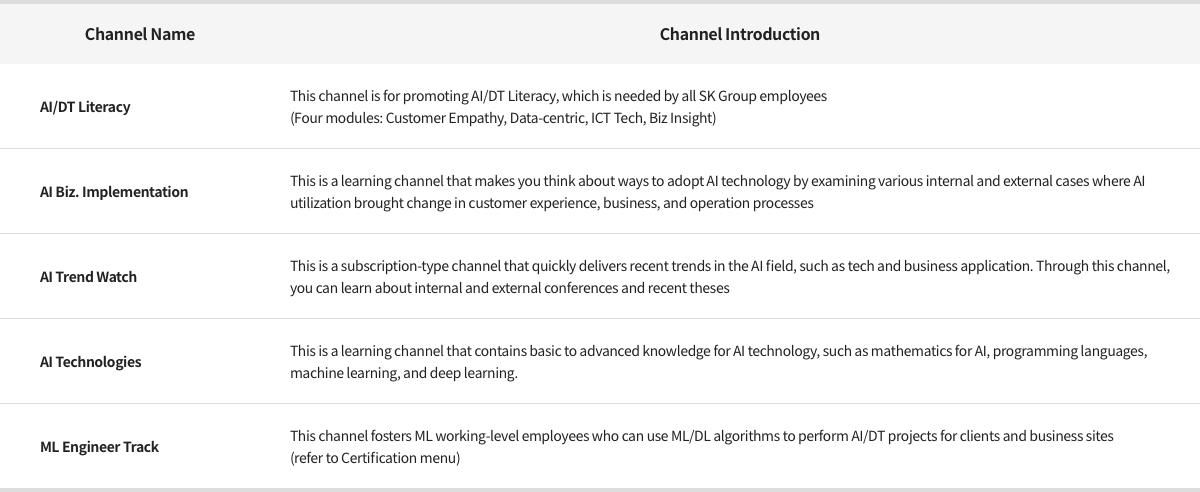 Channel Name
Channel Introduction
AI/DT Literacy
This channel is for promoting AI/DT Literacy, which is needed by all SK Group employees
(Four modules: Customer Empathy, Data-centric, ICT Tech, Biz Insight)
AI Biz. Implementation
This is a learning channel that makes you think about ways to adopt AI technology by examining various internal and external cases where AI
utilization brought change in customer experience, business, and operation processes
AI Trend Watch
This is a subscription-type channel that quickly delivers recent trends in the AI field, such as tech and business application. Through this channel,
you can learn about internal and external conferences and recent theses
AI Technologies
This is a learning channel that contains basic to advanced knowledge for AI technology, such as mathematics for AI, programming languages,
machine learning, and deep learning.
ML Engineer Track
This channel fosters ML working-level employees who can use ML/DL algorithms to perform AI/DT projects for clients and business sites
(refer to Certification menu)